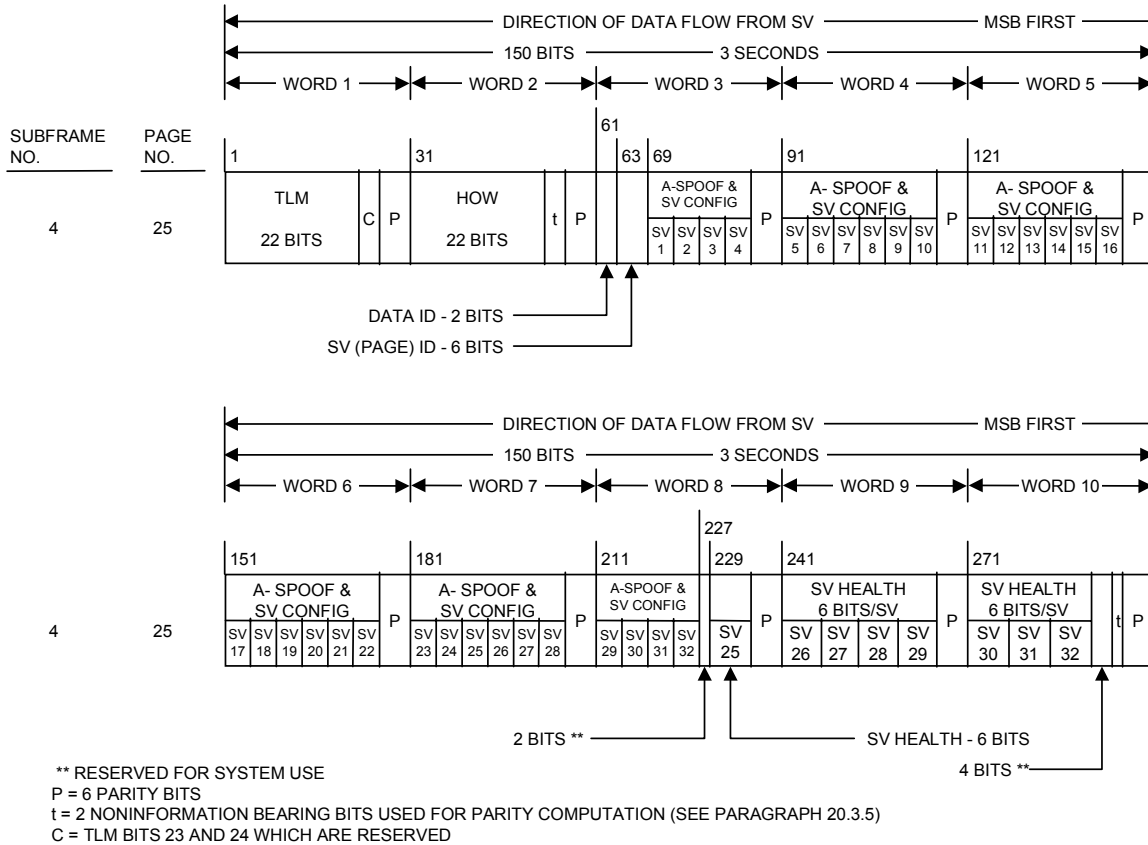 DIRECTION OF DATA FLOW FROM SV MSB FIRST
150 BITS 3 SECONDS
WORD 1 WORD 2 WORD 3 WORD 4 WORD 5
SUBFRAME NO. PAGE NO.
1 31 61 63 69 91 121
4 25
TLM 22 BITS C P
HOW 22 BITS t P
A-SPOOF & SV CONFIG
SV 1 SV 2 SV 3 SV 4 P
A- SPOOF & SV CONFIG
SV 5 SV 6 SV 7 SV 8 SV 9 SV 10 P
A- SPOOF & SV CONFIG
SV 11 SV 12 SV 13 SV 14 SV 15 SV 16 P
DATA ID - 2 BITS
SV (PAGE) ID - 6 BITS
DIRECTION OF DATA FLOW FROM SV MSB FIRST
150 BITS 3 SECONDS
WORD 6 WORD 7 WORD 8 WORD 9 WORD 10
151 181 211 227 229 241 271
4 25
A- SPOOF & SV CONFIG
SV 17 SV 18 SV 19 SV 20 SV 21 SV 22 P
A- SPOOF & SV CONFIG
SV 23 SV 24 SV 25 SV 26 SV 27 SV 28 P
A-SPOOF & SV CONFIG
SV 29 SV 30 SV 31 SV 32
SV 25 P
SV HEALTH 6 BITS/SV
SV 26 SV 27 SV 28 SV 29 P
SV HEALTH 6 BITS/SV
SV 30 SV 31 SV 32 t P
2 BITS ** SV HEALTH - 6 BITS
4 BITS **
** RESERVED FOR SYSTEM USE
P = 6 PARITY BITS
t = 2 NONINFORMATION BEARING BITS USED FOR PARITY COMPUTATION (SEE PARAGRAPH 20.3.5)
C = TLM BITS 23 AND 24 WHICH ARE RESERVED